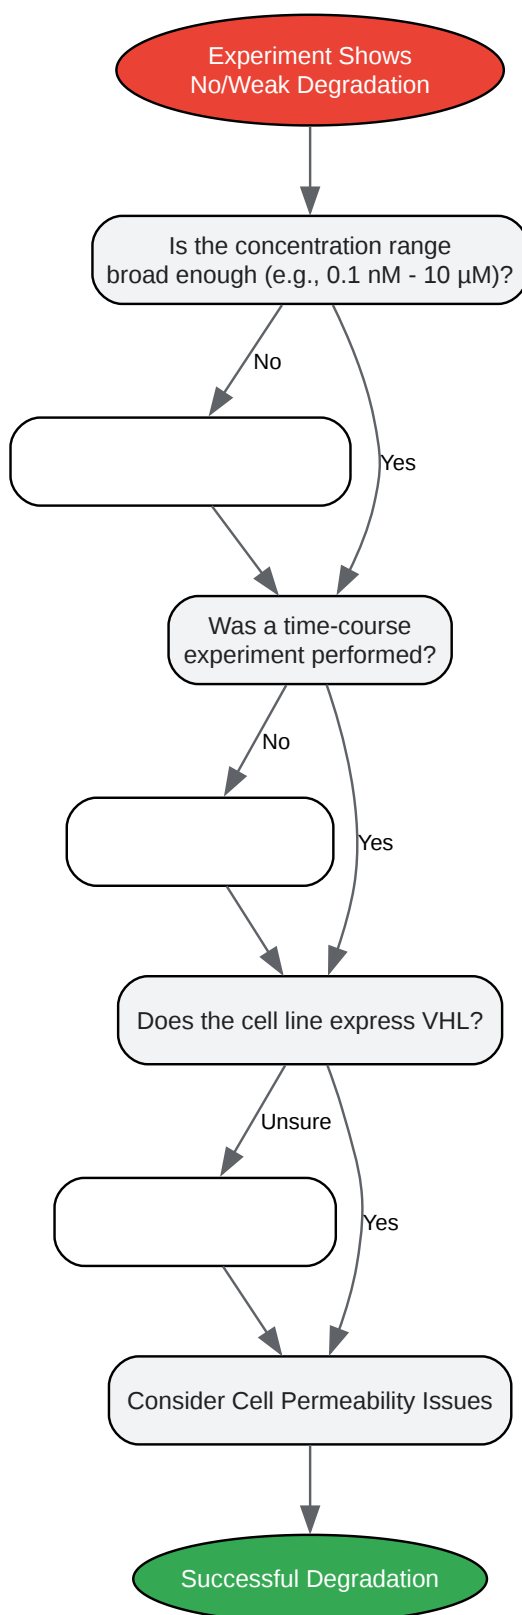 Experiment Shows
No/Weak Degradation
Is the concentration range
broad enough (e.g., 0.1 nM - 10 µM)?
No
Yes
Was a time-course
experiment performed?
No
Yes
Does the cell line express VHL?
Unsure
Yes
Consider Cell Permeability Issues
Successful Degradation